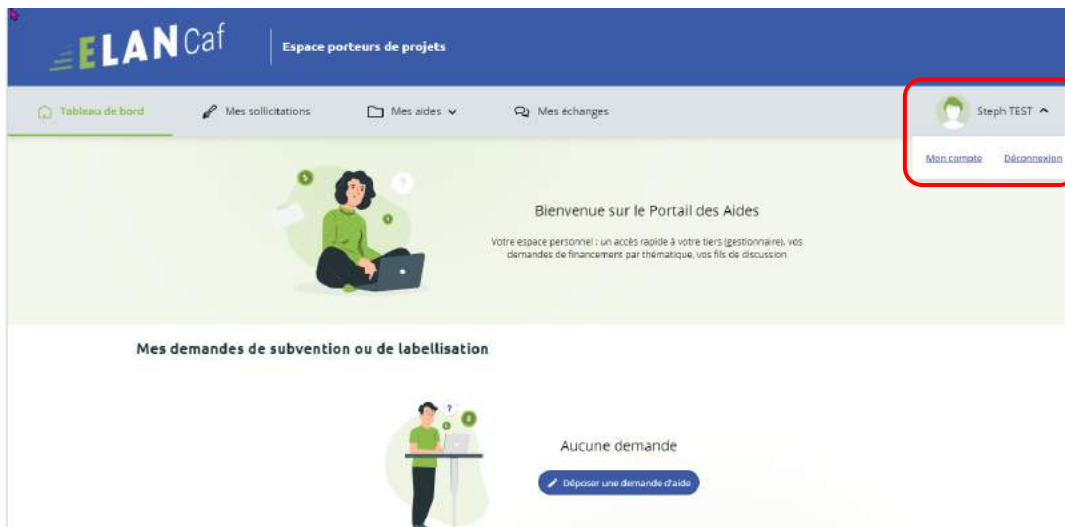 ELAN Caf
Espace porteurs de projets
Tableau de bord
Mes sollicitations
Mes aides
Mes échanges
Steph TEST
Mon compte
Déconnexion
Bienvenue sur le Portail des Aides
Votre espace personnel : un accès rapide à votre tiers (gestionnaire), vos
demandes de financement par thématique, vos fils de discussion
Mes demandes de subvention ou de labellisation
?
Aucune demande
Déposer une demande d'aide